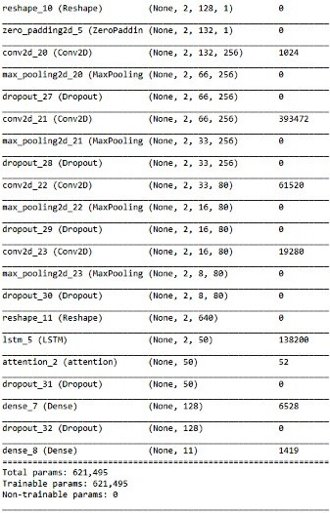 reshape_10 (Reshape) (None, 2, 128, 1) 0
zero_padding2d_5 (ZeroPaddin (None, 2, 132, 1) 0
conv2d_20 (Conv2D) (None, 2, 132, 256) 1024
max_pooling2d_20 (MaxPooling (None, 2, 66, 256) 0
dropout_27 (Dropout) (None, 2, 66, 256) 0
conv2d_21 (Conv2D) (None, 2, 66, 256) 393472
max_pooling2d_21 (MaxPooling (None, 2, 33, 256) 0
dropout_28 (Dropout) (None, 2, 33, 256) 0
conv2d_22 (Conv2D) (None, 2, 33, 80) 61520
max_pooling2d_22 (MaxPooling (None, 2, 16, 80) 0
dropout_29 (Dropout) (None, 2, 16, 80) 0
conv2d_23 (Conv2D) (None, 2, 16, 80) 19280
max_pooling2d_23 (MaxPooling (None, 2, 8, 80) 0
dropout_30 (Dropout) (None, 2, 8, 80) 0
reshape_11 (Reshape) (None, 2, 640) 0
lstm_5 (LSTM) (None, 2, 50) 138200
attention_2 (attention) (None, 50) 52
dropout_31 (Dropout) (None, 50) 0
dense_7 (Dense) (None, 128) 6528
dropout_32 (Dropout) (None, 128) 0
dense_8 (Dense) (None, 11) 1419
Total params: 621,495
Trainable params: 621,495
Non-trainable params: 0